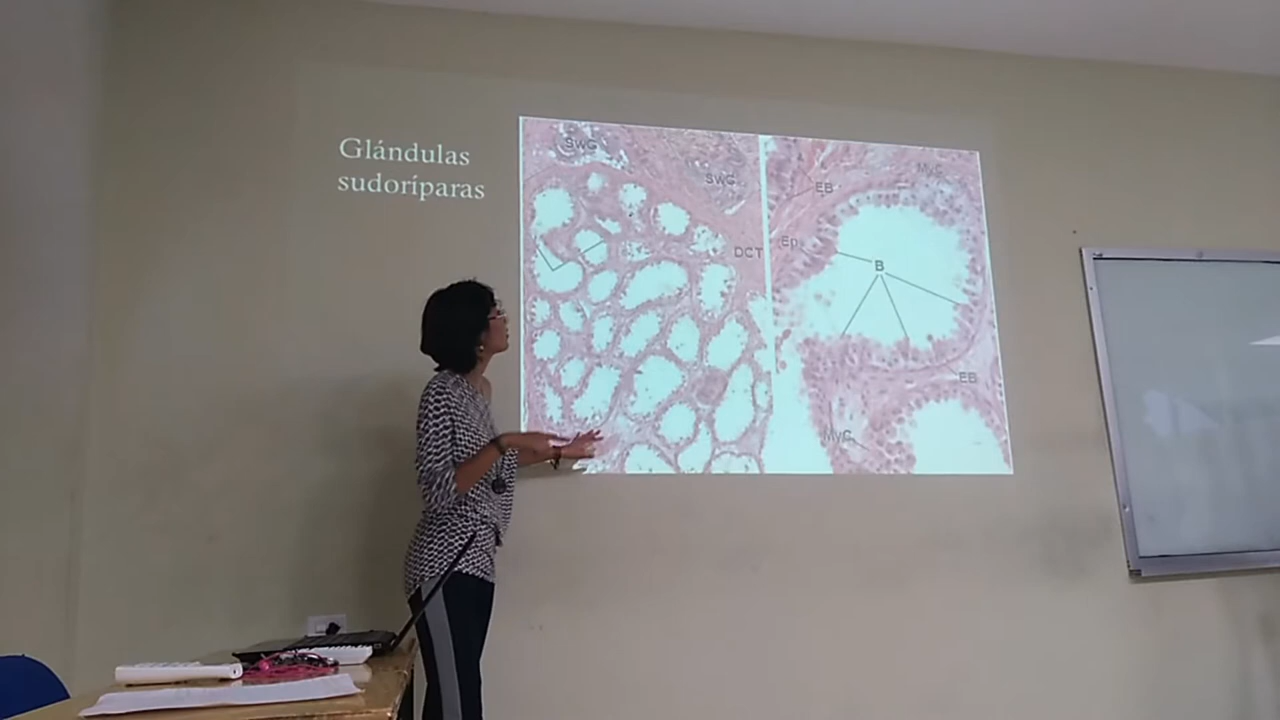 Glándulas
sudoríparas
SwG
SwG
DCT
EB
MyC
Ep
B
EB
MyC